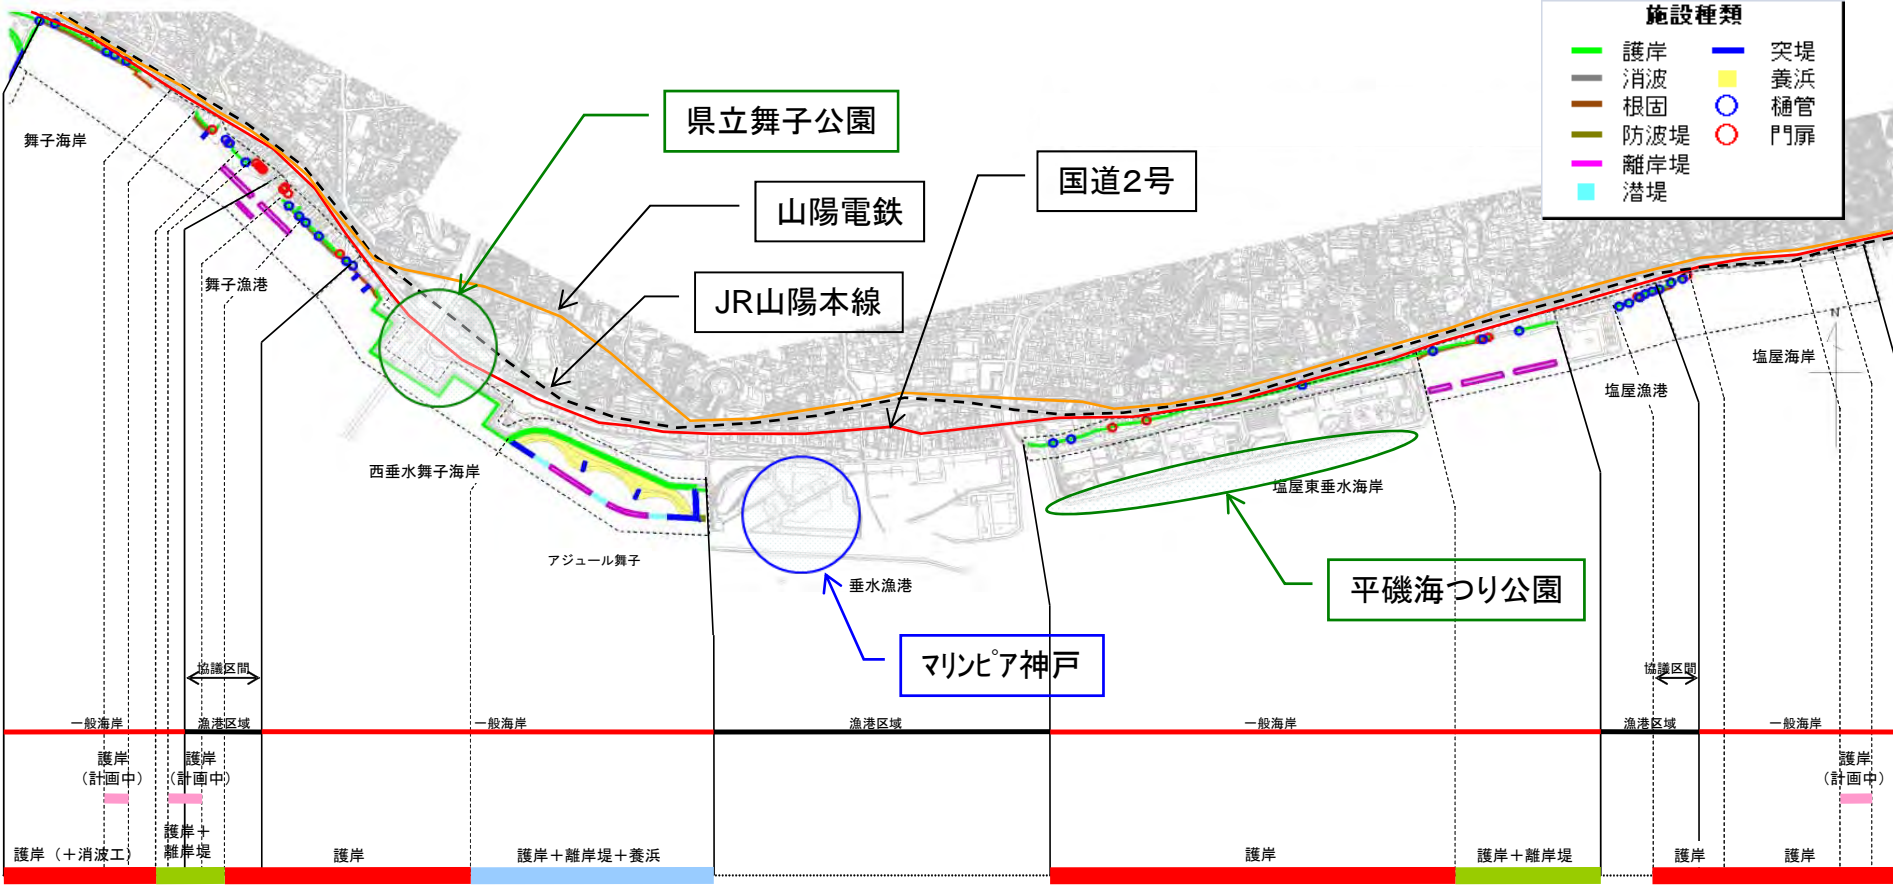 施設種類
護岸
突堤
消波
養浜
根固
樋管
防波堤
門扉
離岸堤
潜堤
舞子海岸
県立舞子公園
山陽電鉄
国道2号
JR山陽本線
舞子漁港
N
塩屋海岸
塩屋漁港
西垂水舞子海岸
塩屋東垂水海岸
アジュール舞子
垂水漁港
平磯海つり公園
マリンピア神戸
協議区間
協議区間
一般海岸
漁港区域
一般海岸
漁港区域
一般海岸
漁港区域
一般海岸
護岸
(計画中)
護岸
(計画中)
護岸
(計画中)
護岸(+消波工)
護岸+
離岸堤
護岸
護岸+離岸堤+養浜
護岸
護岸+離岸堤
護岸
護岸